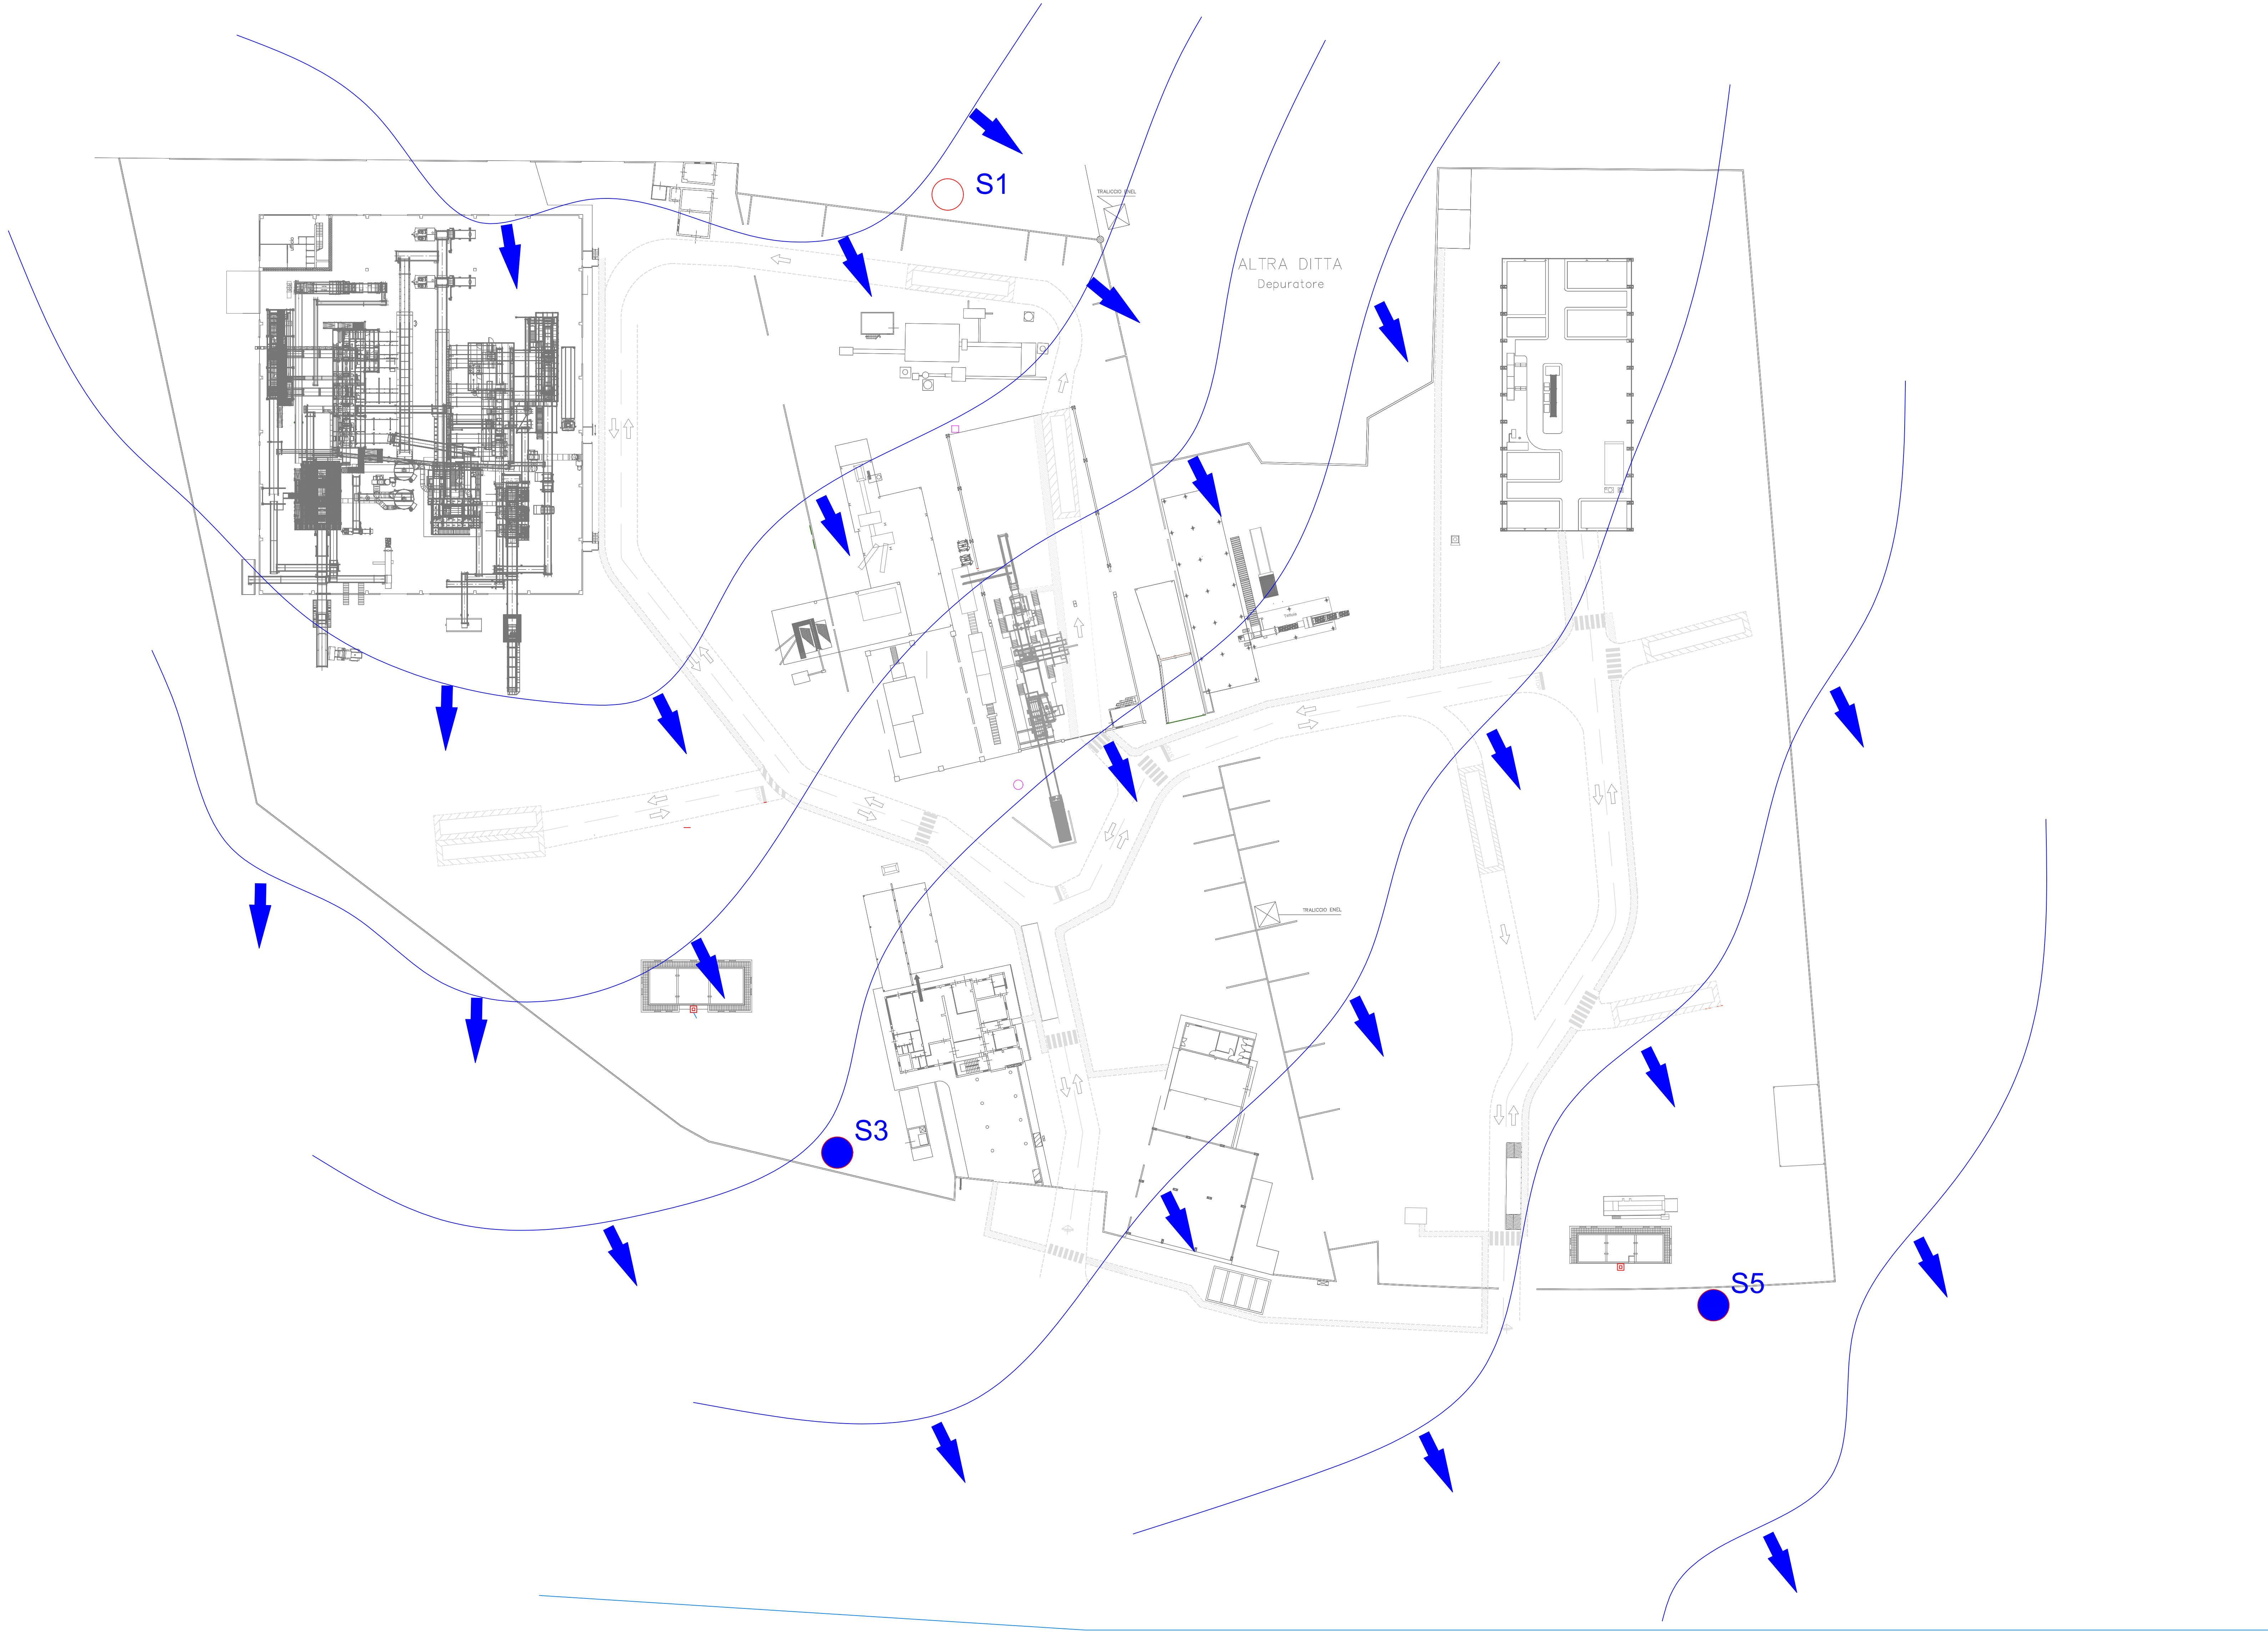 S1
TRALICCIO ENEL
ALTRA DITTA
Depuratore
TRALICCIO ENEL
S3
S5